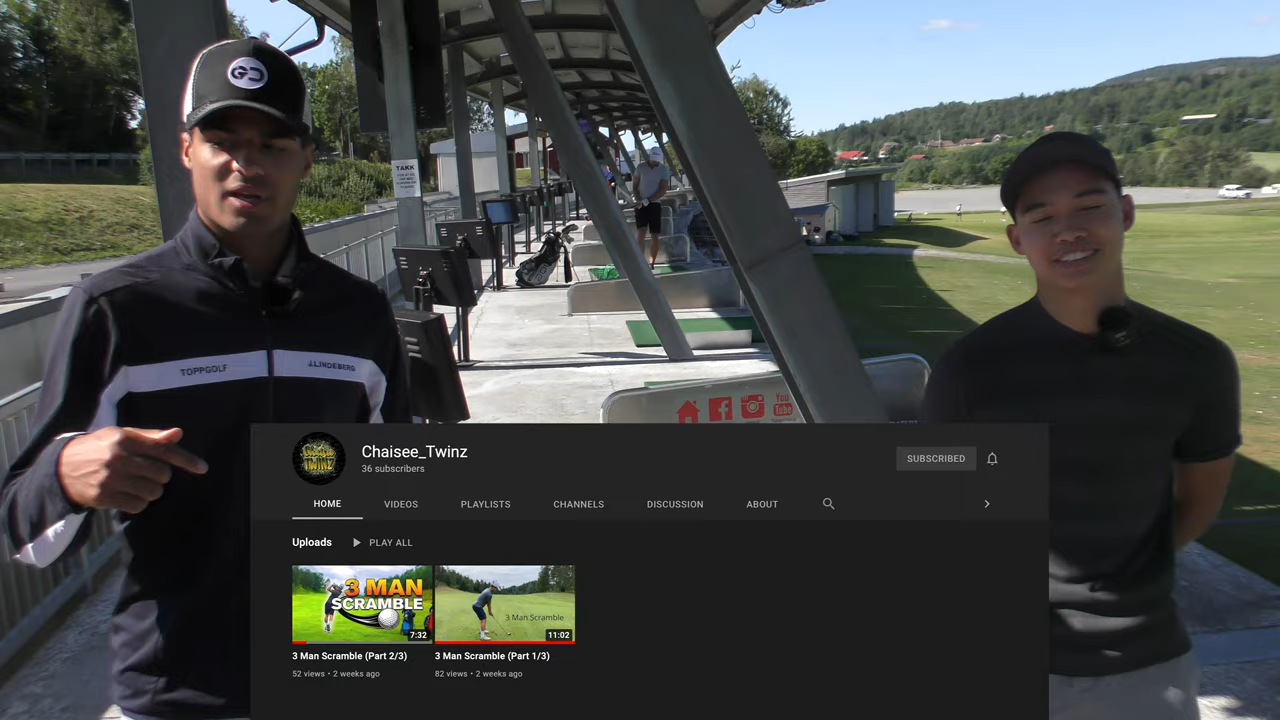 GD
TAKK
TOPPGOLF
J.LINDEBERG
You
Tube
Chaisee_Twinz
36 subscribers
SUBSCRIBED
HOME VIDEOS PLAYLISTS CHANNELS DISCUSSION ABOUT
Uploads PLAY ALL
3 MAN
SCRAMBLE
7:32
3 Man Scramble
11:02
3 Man Scramble (Part 2/3)
52 views • 2 weeks ago
3 Man Scramble (Part 1/3)
82 views • 2 weeks ago